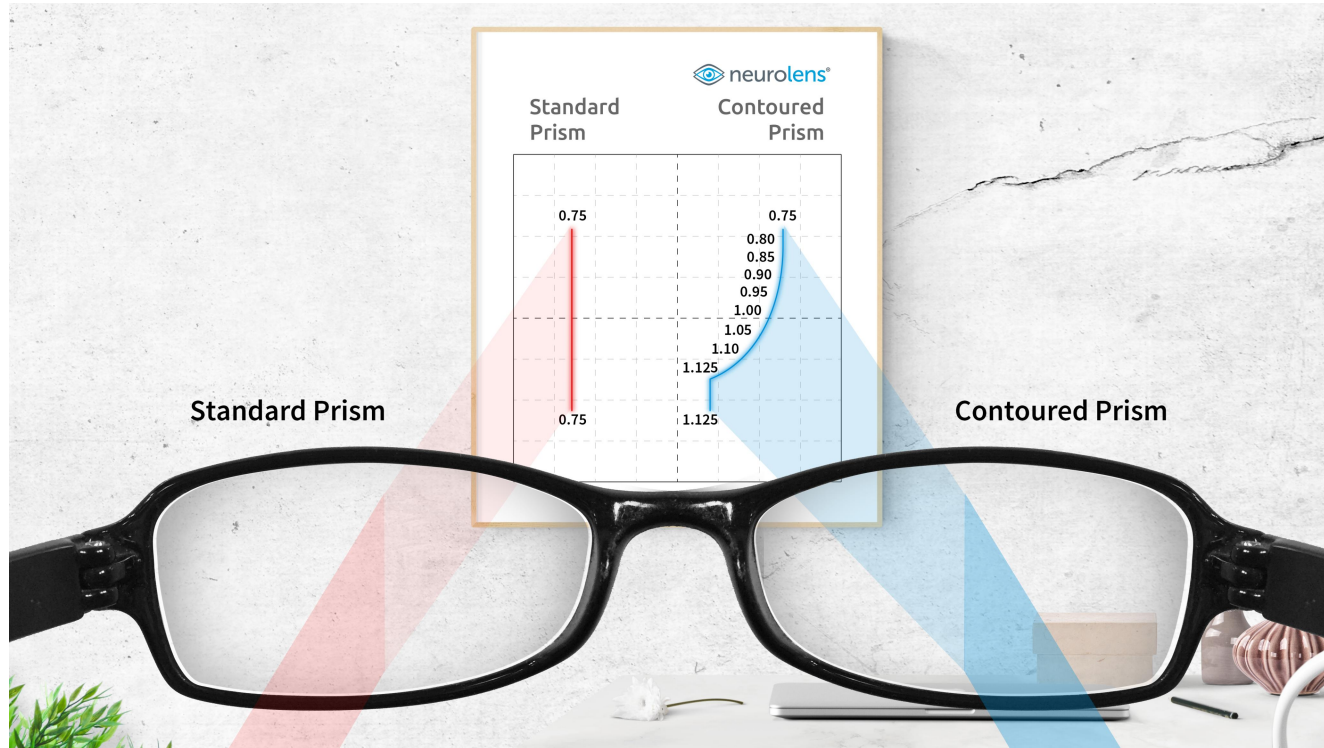 neurolens®
Standard
Prism
Contoured
Prism
0.75
0.75
0.80
0.85
0.90
0.95
1.00
1.05
1.10
1.125
0.75
1.125
Standard Prism
Contoured Prism